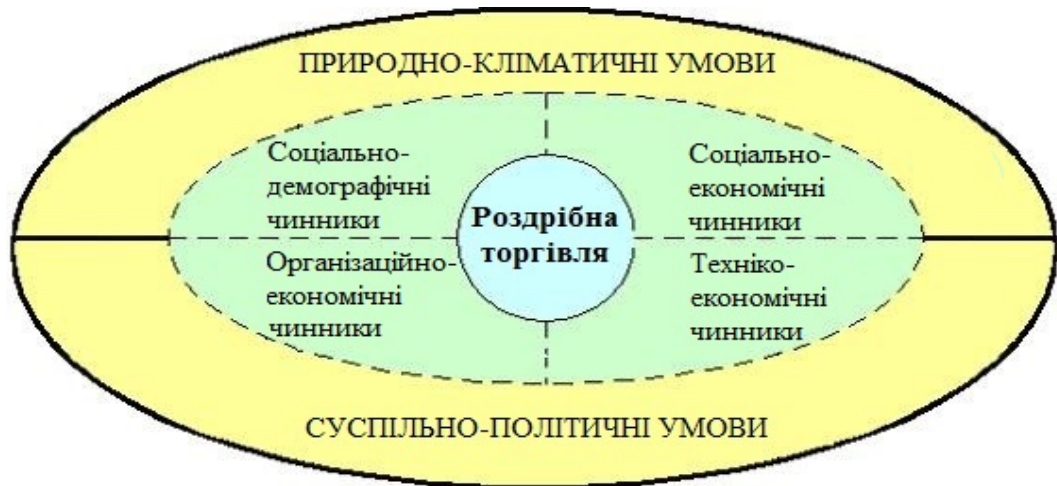 ПРИРОДНО-КЛІМАТИЧНІ УМОВИ
Соціально-
демографічні
чинники
Соціально-
економічні
чинники
Роздрібна
торгівля
Організаційно-
економічні
чинники
Техніко-
економічні
чинники
СУСПІЛЬНО-ПОЛІТИЧНІ УМОВИ